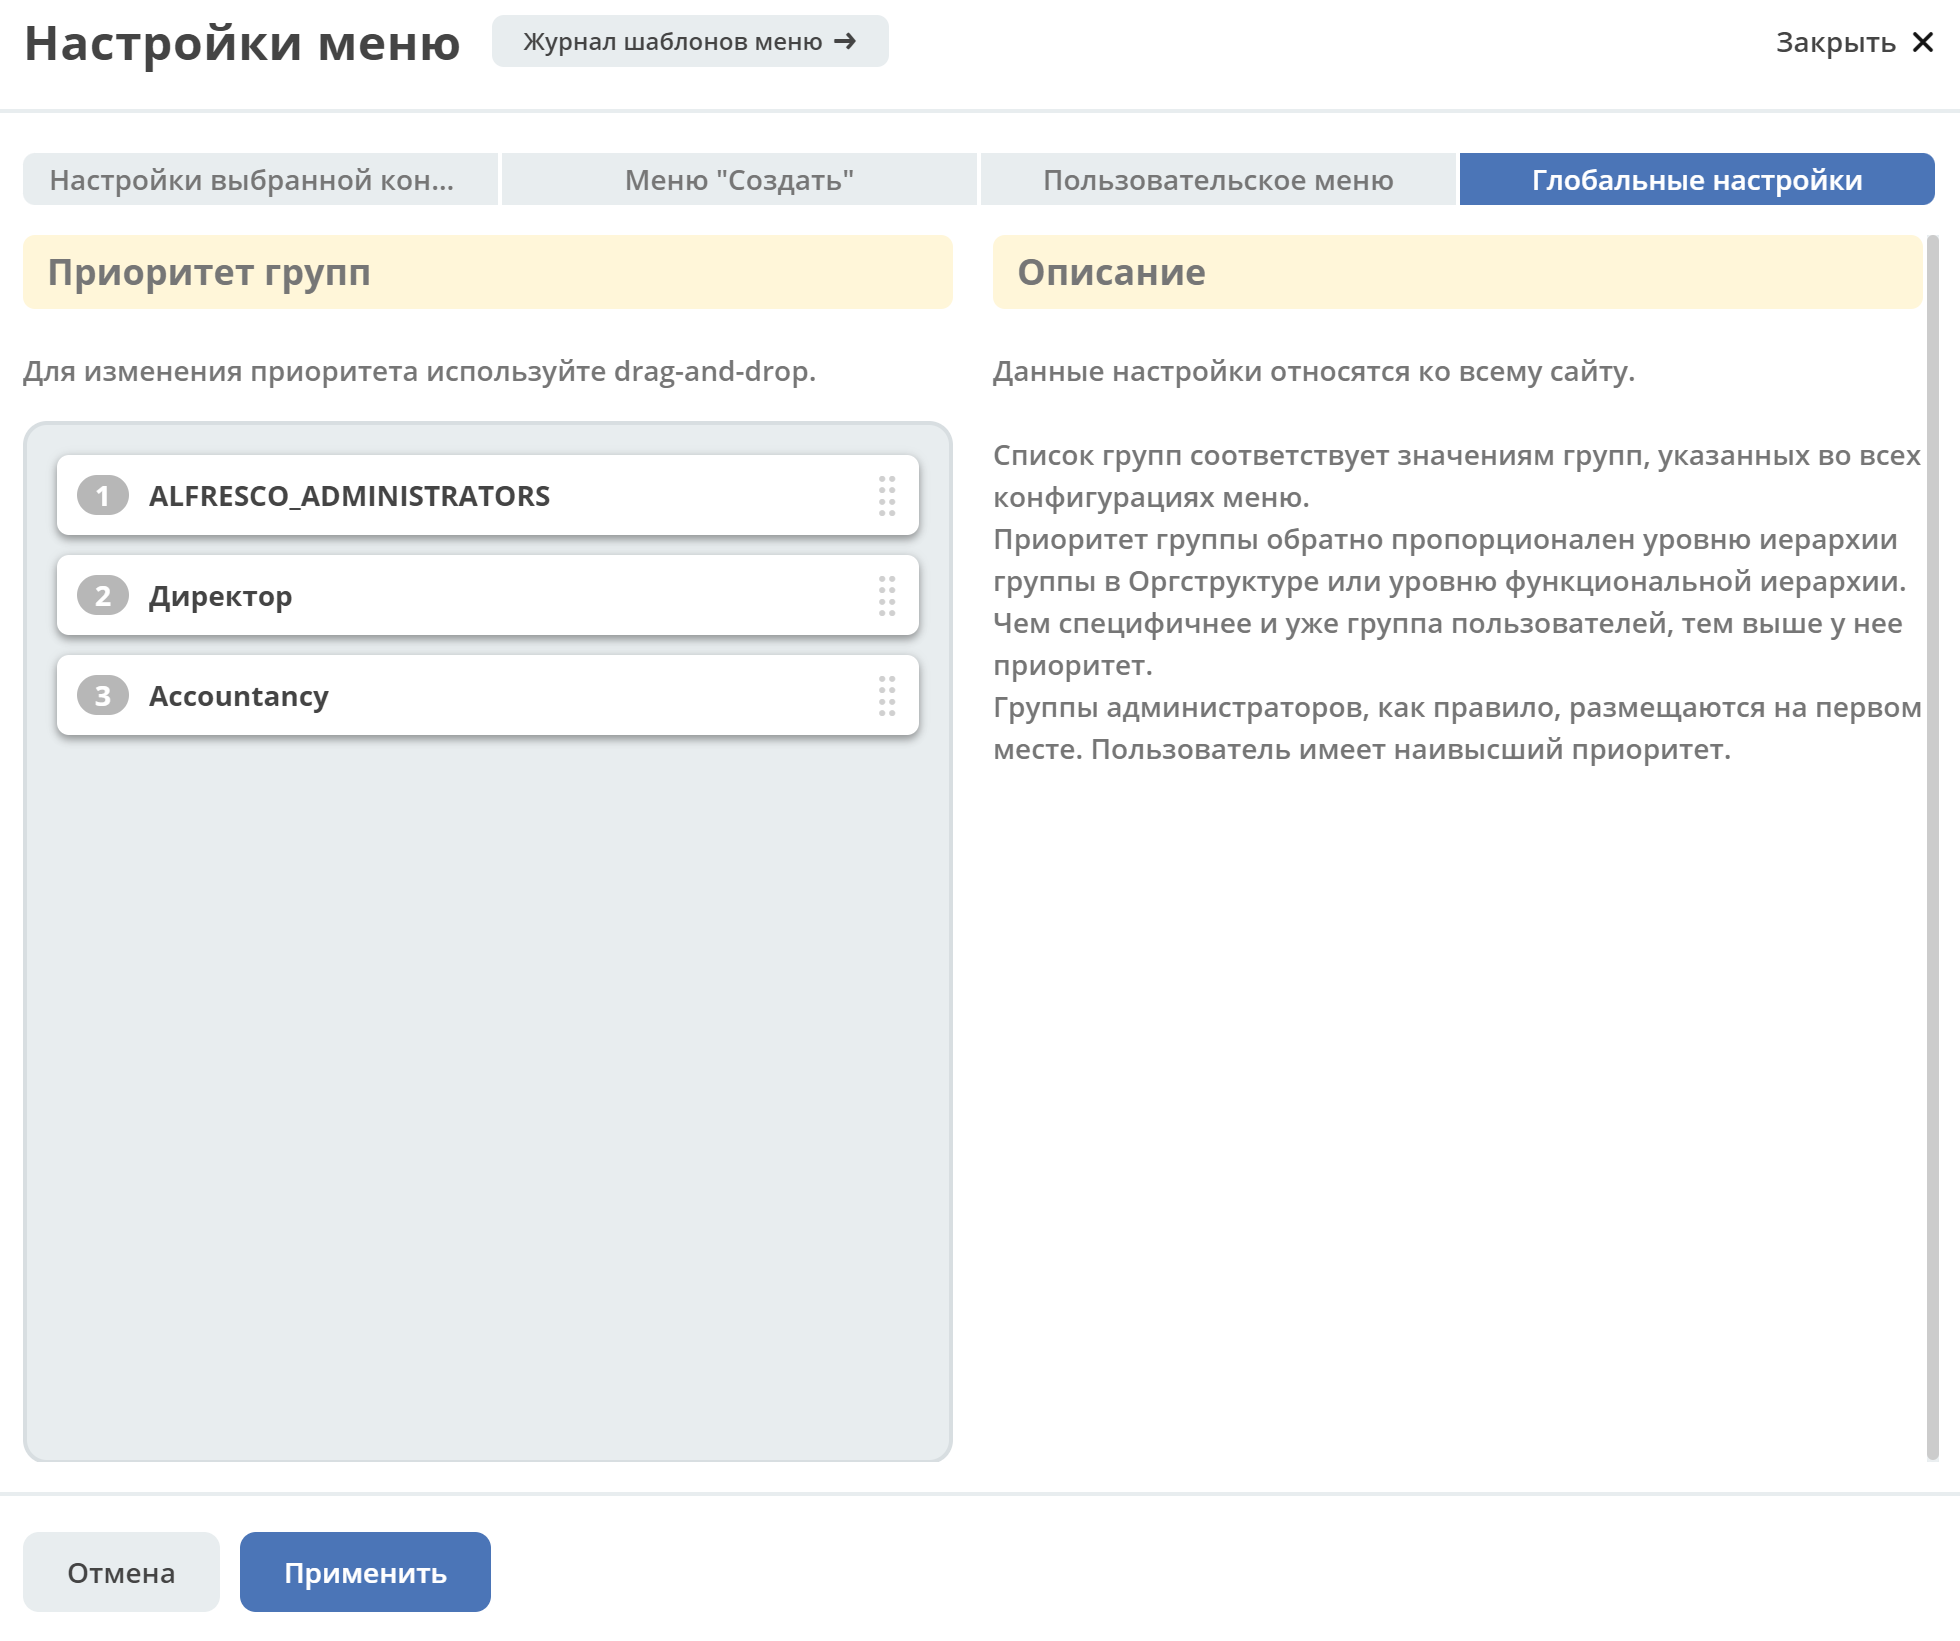 Настройки меню
Журнал шаблонов меню →
Закрыть ✕
Настройки выбранной кон...
Меню "Создать"
Пользовательское меню
Глобальные настройки
Приоритет групп
Для изменения приоритета используйте drag-and-drop.
1 ALFRESCO_ADMINISTRATORS
2 Директор
3 Accountancy
Описание
Данные настройки относятся ко всему сайту.
Список групп соответствует значениям групп, указанных во всех
конфигурациях меню.
Приоритет группы обратно пропорционален уровню иерархии
группы в Оргструктуре или уровню функциональной иерархии.
Чем специфичнее и уже группа пользователей, тем выше у нее
приоритет.
Группы администраторов, как правило, размещаются на первом
месте. Пользователь имеет наивысший приоритет.
Отмена
Применить